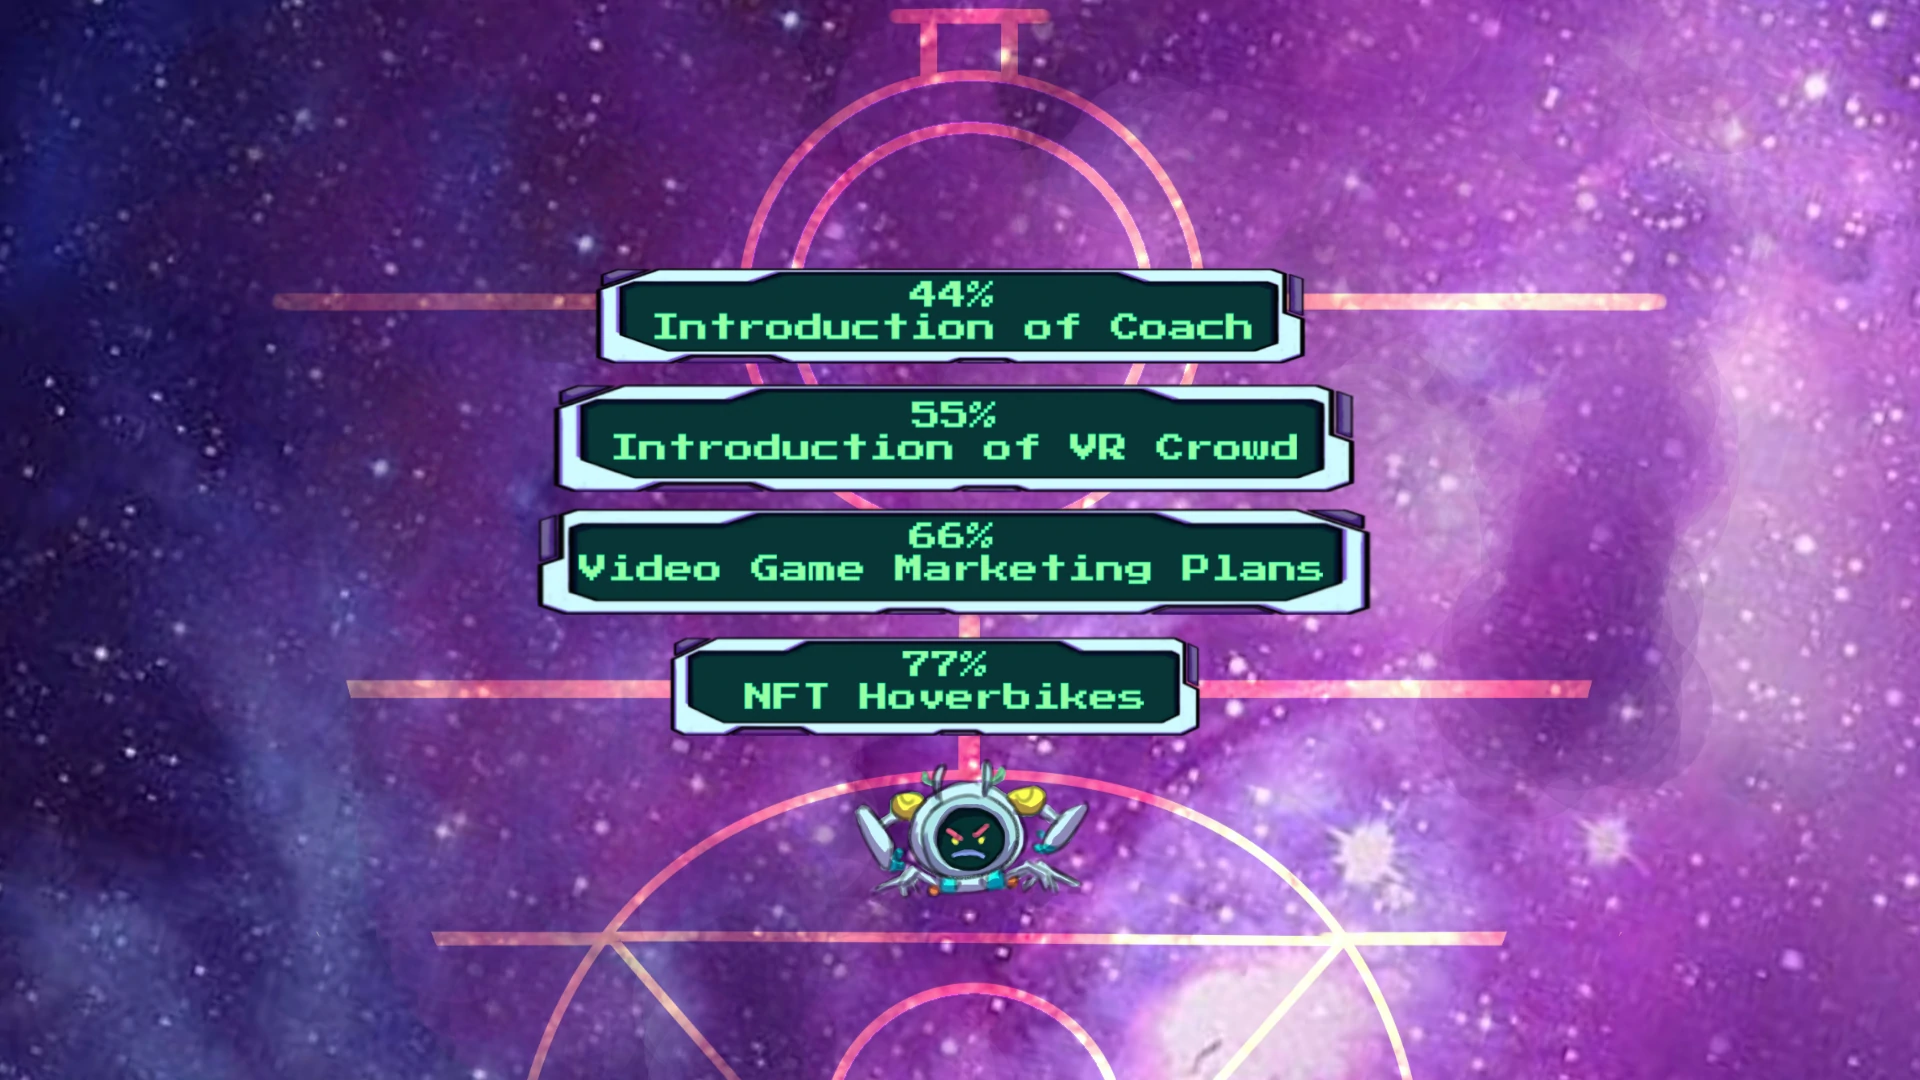 44%
Introduction of Coach
55%
Introduction of VR Crowd
66%
Video Game Marketing Plans
77%
NFT Hoverbikes